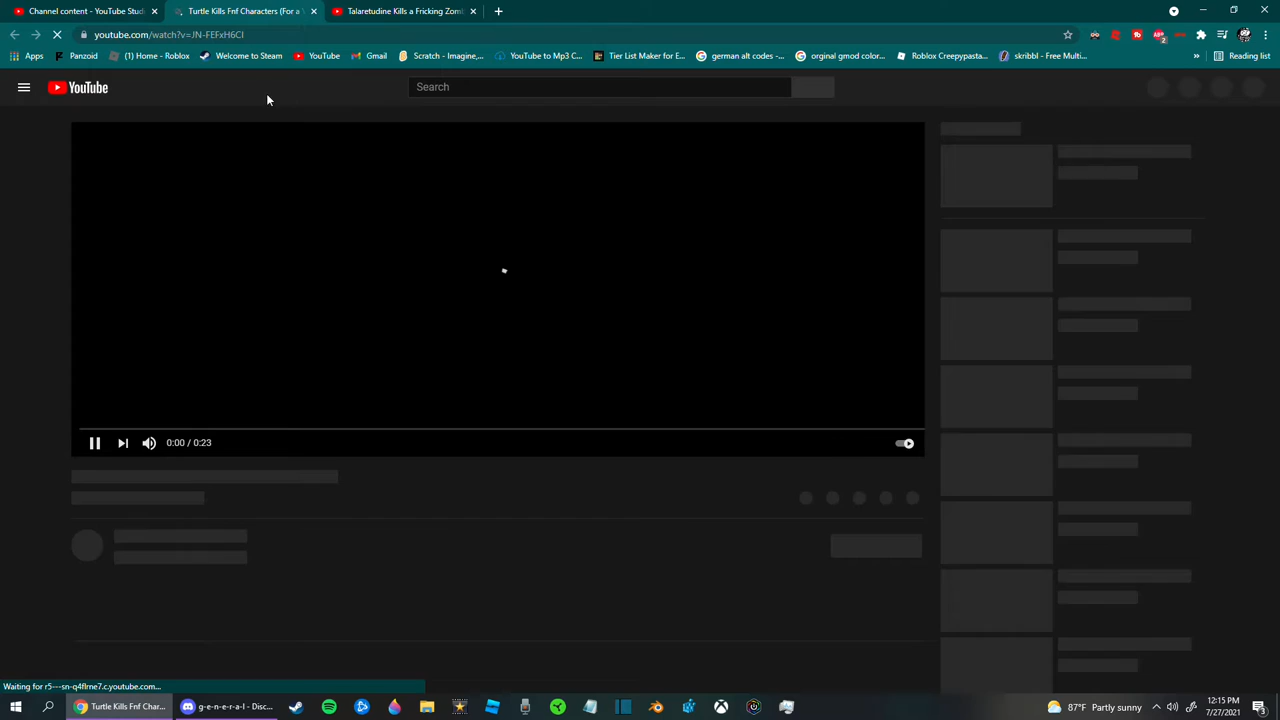 Channel content - YouTube Studi
Turtle Kills Fnf Characters (For a
Talaretudine Kills a Fricking Zomb
youtube.com/watch?v=JN-FEFxH6CI
Apps
Panzoid
(1) Home - Roblox
Welcome to Steam
YouTube
Gmail
Scratch - Imagine,...
YouTube to Mp3 C...
Tier List Maker for E...
german alt codes -...
orginal gmod color...
Roblox Creepypasta...
skribbl - Free Multi...
»
Reading list
YouTube
Search
0:00 / 0:23
Waiting for r5---sn-q4flrne7.c.youtube.com...
Turtle Kills Fnf Charac...
g-e-n-e-r-a-l - Disc...
87°F Partly sunny
12:15 PM
7/27/2021